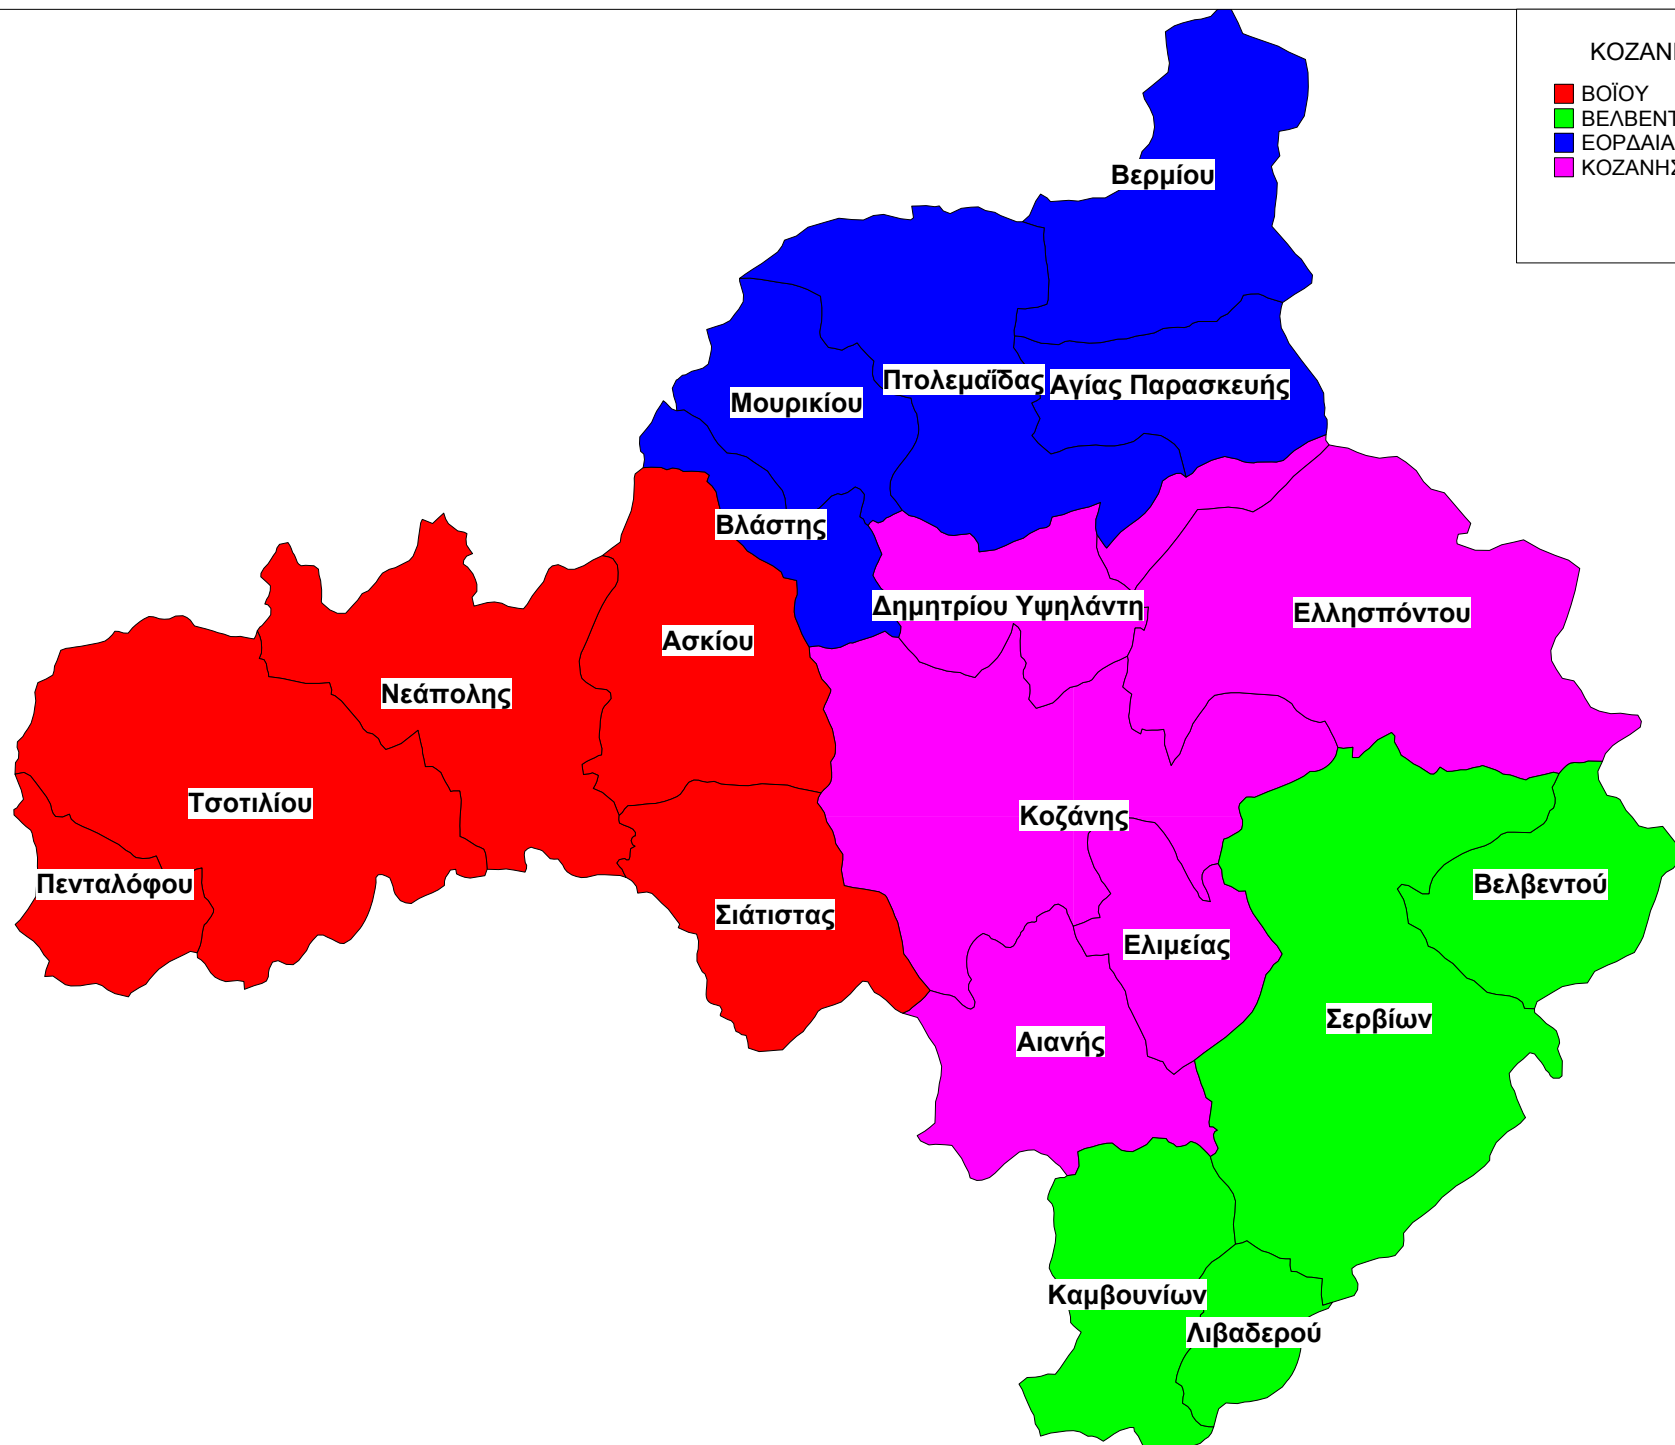 ΚΟΖΑΝΗ
ΒΟΪΟΥ
ΒΕΛΒΕΝΤ
ΕΟΡΔΑΙΑ
ΚΟΖΑΝΗΣ
Βερμίου
Πτολεμαΐδας
Αγίας Παρασκευής
Μουρικίου
Βλάστης
Δημητρίου Υψηλάντη
Ελλησπόντου
Ασκίου
Νεάπολης
Τσοτιλίου
Κοζάνης
Πενταλόφου
Βελβεντού
Σιάτιστας
Ελιμείας
Σερβίων
Αιανής
Καμβουνίων
Λιβαδερού